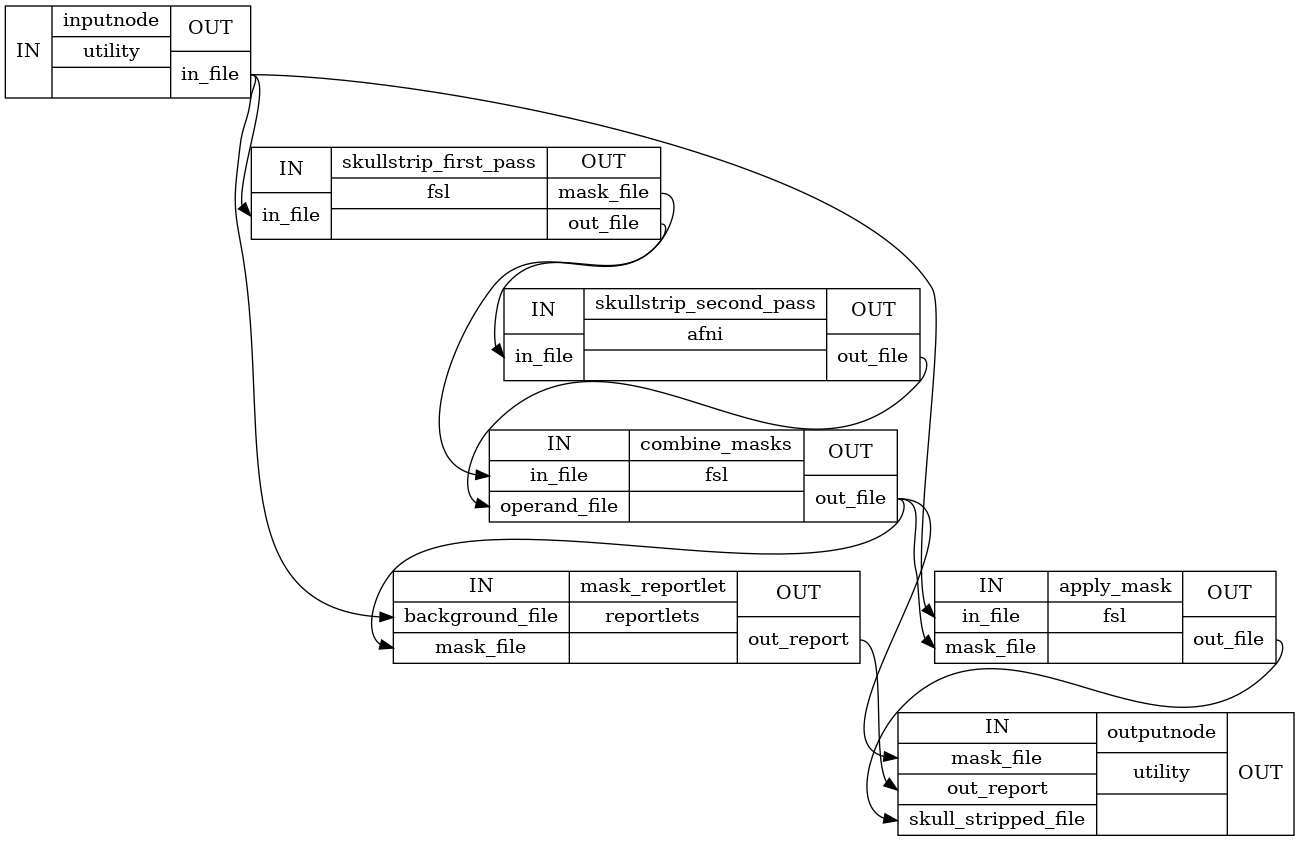 IN
inputnode
utility
OUT
in_file
IN
in_file
skullstrip_first_pass
fsl
OUT
mask_file
out_file
IN
in_file
skullstrip_second_pass
afni
OUT
out_file
IN
in_file
operand_file
combine_masks
fsl
OUT
out_file
IN
background_file
mask_file
mask_reportlet
reportlets
OUT
out_report
IN
in_file
mask_file
apply_mask
fsl
OUT
out_file
IN
mask_file
out_report
skull_stripped_file
outputnode
utility
OUT